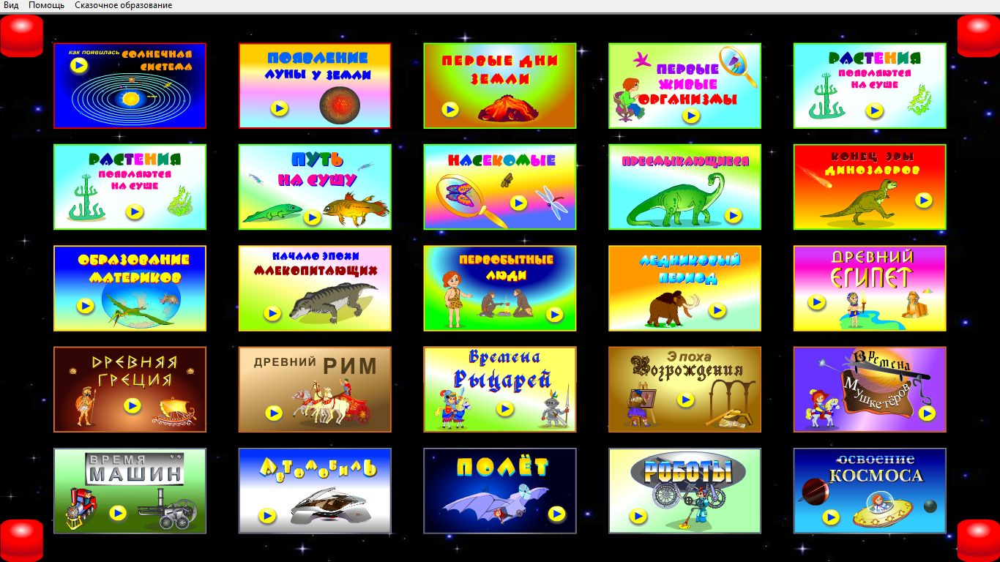 Вид Помощь Сказочное образование
как появилась СОЛНЕЧНАЯ
СИСТЕМА
ПОЯВЛЕНИЕ
ЛУНЫ У ЗЕМЛИ
ПЕРВЫЕ ДНИ
ЗЕМЛИ
ПЕРВЫЕ
ЖИВЫЕ
ОРГАНИЗМЫ
РАСТЕНИЯ
ПОЯВЛЯЮТСЯ
НА СУШЕ
РАСТЕНИЯ
ПОЯВЛЯЮТСЯ
НА СУШЕ
ПУТЬ
НА СУШУ
НАСЕКОМЫЕ
ПРЕСМЫКАЮЩИЕСЯ
КОНЕЦ ЭРЫ
ДИНОЗАВРОВ
ОБРАЗОВАНИЕ
МАТЕРИКОВ
НАЧАЛО ЭПОХИ
МЛЕКОПИТАЮЩИХ
ПЕРВОБЫТНЫЕ
ЛЮДИ
ЛЕДНИКОВЫЙ
ПЕРИОД
ДРЕВНИЙ
ЕГИПЕТ
ДРЕВНЯЯ
ГРЕЦИЯ
ДРЕВНИЙ РИМ
Времена
Рыцарей
Эпоха
Возрождения
Времена
Мушкетёров
ВРЕМЯ
МАШИН
АВТОМОБИЛЬ
ПОЛЁТ
РОБОТЫ
ОСВОЕНИЕ
КОСМОСА